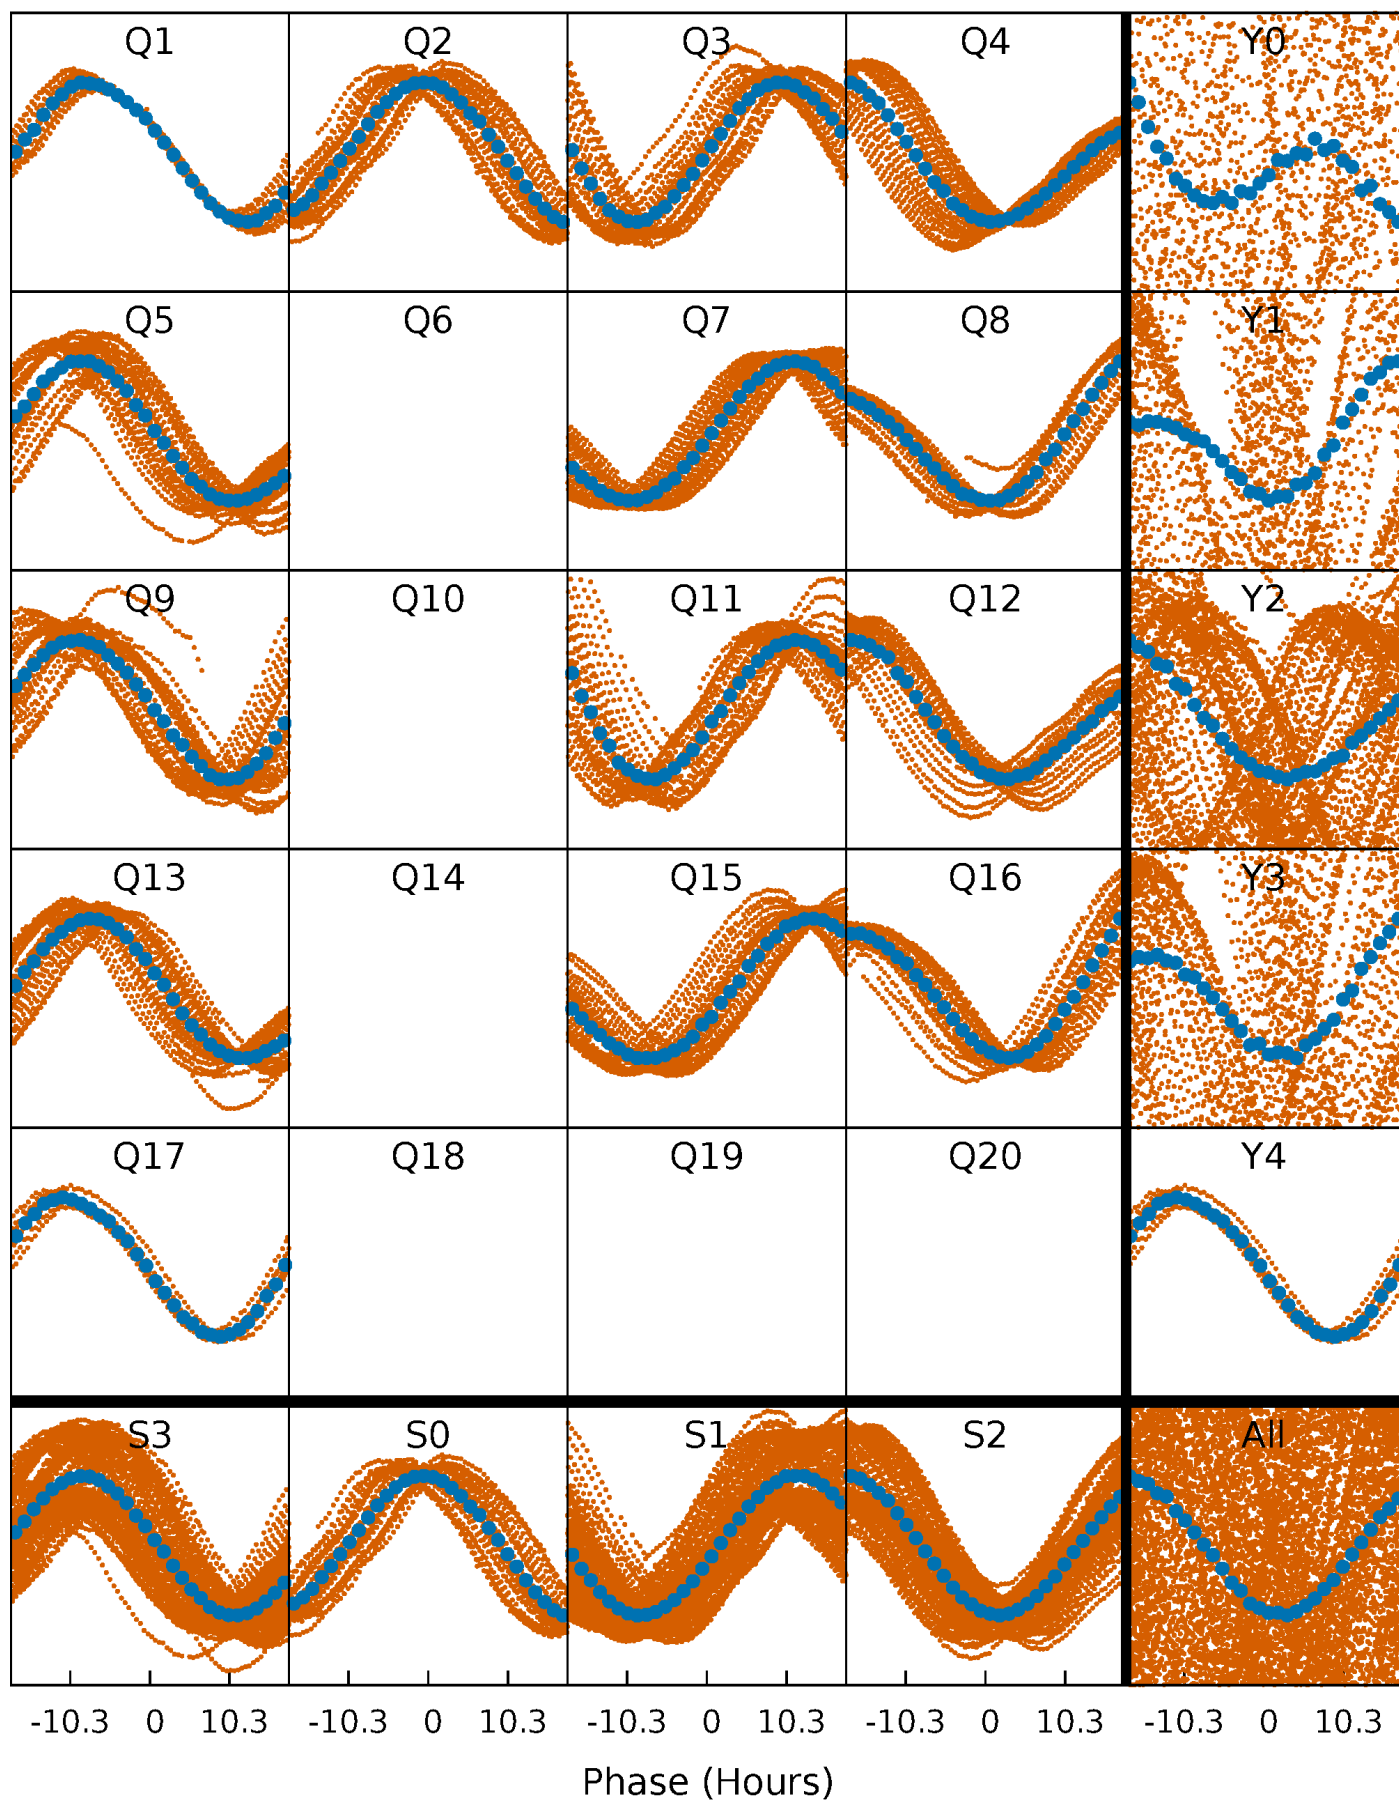 Q1 Q2 Q3 Q4 Y0
Q5 Q6 Q7 Q8 Y1
Q9 Q10 Q11 Q12 Y2
Q13 Q14 Q15 Q16 Y3
Q17 Q18 Q19 Q20 Y4
S3 S0 S1 S2 All
-10.3 0 10.3 -10.3 0 10.3 -10.3 0 10.3 -10.3 0 10.3 -10.3 0 10.3
Phase (Hours)